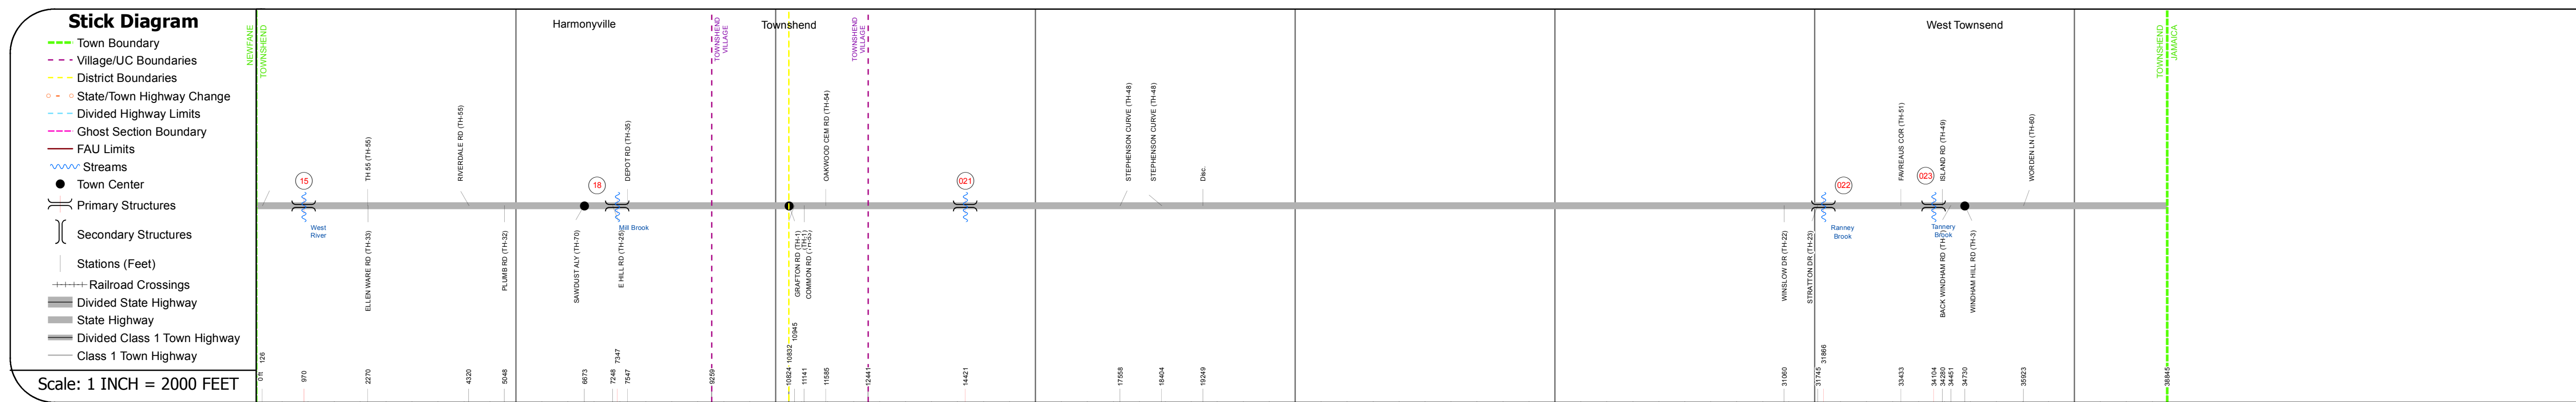 Stick Diagram
Town Boundary
Village/UC Boundaries
District Boundaries
State/Town Highway Change
Divided Highway Limits
Ghost Section Boundary
FAU Limits
Streams
Town Center
Primary Structures
Secondary Structures
Stations (Feet)
Railroad Crossings
Divided State Highway
State Highway
Divided Class 1 Town Highway
Class 1 Town Highway
Scale: 1 INCH = 2000 FEET
NEWFANE
TOWNSHEND
Harmonyville
TOWNSHEND
VILLAGE
Townshend
TOWNSHEND
VILLAGE
West Townsend
TOWNSHEND
JAMAICA
TH 55 (TH-55)
RIVERDALE RD (TH-55)
DEPOT RD (TH-35)
OAKWOOD CEM RD (TH-54)
STEPHENSON CURVE (TH-48)
STEPHENSON CURVE (TH-48)
Disc.
FAVREAUS COR (TH-51)
ISLAND RD (TH-49)
WORDEN LN (TH-60)
15
18
021
022
023
West
River
Mill Brook
Ranney
Brook
Tannery
Brook
ELLEN WARE RD (TH-33)
PLUMB RD (TH-32)
SAWDUST ALY (TH-70)
E HILL RD (TH-25)
GRAFTON RD (TH-1)
(TH-1)
COMMON RD
WINSLOW DR (TH-22)
STRATTON DR (TH-23)
BACK WINDHAM RD
WINDHAM HILL RD (TH-3)
0 ft
126
970
2270
4320
5048
6673
7248
7347
7547
9259
10824
10832
10945
11141
11585
12441
14421
17558
18404
19249
31060
31745
31866
33433
34104
34280
34451
34730
35923
36845